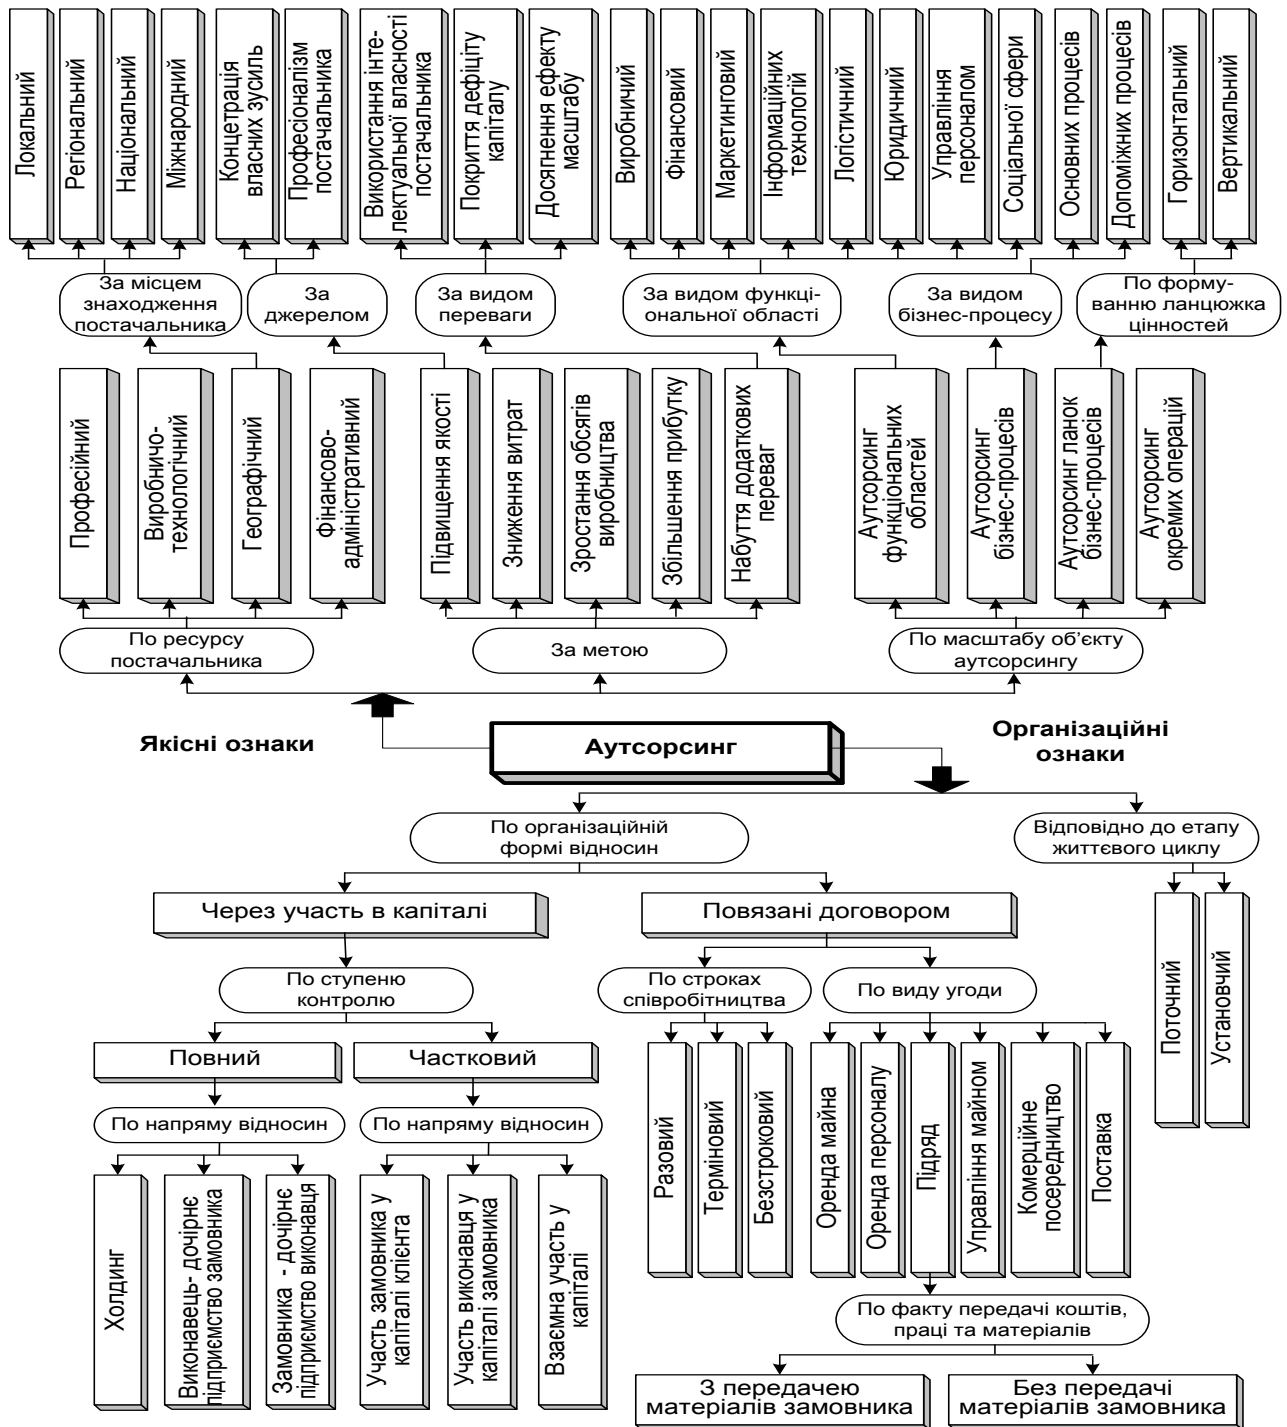 Локальний
Регіональний
Національний
Міжнародний
Концетрація
власних зусиль
Професіоналізм
постачальника
Використання інте-
лектуальної власності
постачальника
Покриття дефіціту
капіталу
Досягнення ефекту
масштабу
Виробничий
Фінансовий
Маркетинговий
Інформаційних
технологій
Логістичний
Юридичний
Управління
персоналом
Соціальної сфери
Основних процесів
Допоміжних процесів
Горизонтальний
Вертикальний
За місцем
знаходження
постачальника
За
джерелом
За видом
переваги
За видом функці-
ональної області
За видом
бізнес-процесу
По форму-
ванню ланцюжка
цінностей
Професійний
Виробничо-
технологічний
Географічний
Фінансово-
адміністративний
Підвищення якості
Зниження витрат
Зростання обсягів
виробництва
Збільшення прибутку
Набуття додаткових
переваг
Аутсорсинг
функціональних
областей
Аутсорсинг
бізнес-процесів
Аутсорсинг ланок
бізнес-процесів
Аутсорсинг
окремих операцій
По ресурсу
постачальника
За метою
По масштабу об’єкту
аутсорсингу
Якісні ознаки
Аутсорсинг
Організаційні
ознаки
По організаційній
формі відносин
Відповідно до етапу
життєвого циклу
Через участь в капіталі
Повязані договором
Поточний
Установчий
По ступеню
контролю
По строках
співробітництва
По виду угоди
Повний
Частковий
По напряму відносин
По напряму відносин
Разовий
Терміновий
Безстроковий
Оренда майна
Оренда персоналу
Підряд
Управління майном
Комерційне
посередництво
Поставка
Холдинг
Виконавець- дочірнє
підприємство замовника
Замовника - дочірнє
підприємство виконавця
Участь замовника у
капіталі клієнта
Участь виконавця у
капіталі замовника
Взаємна участь у
капіталі
По факту передачі коштів,
праці та матеріалів
З передачею
матеріалів замовника
Без передачі
матеріалів замовника